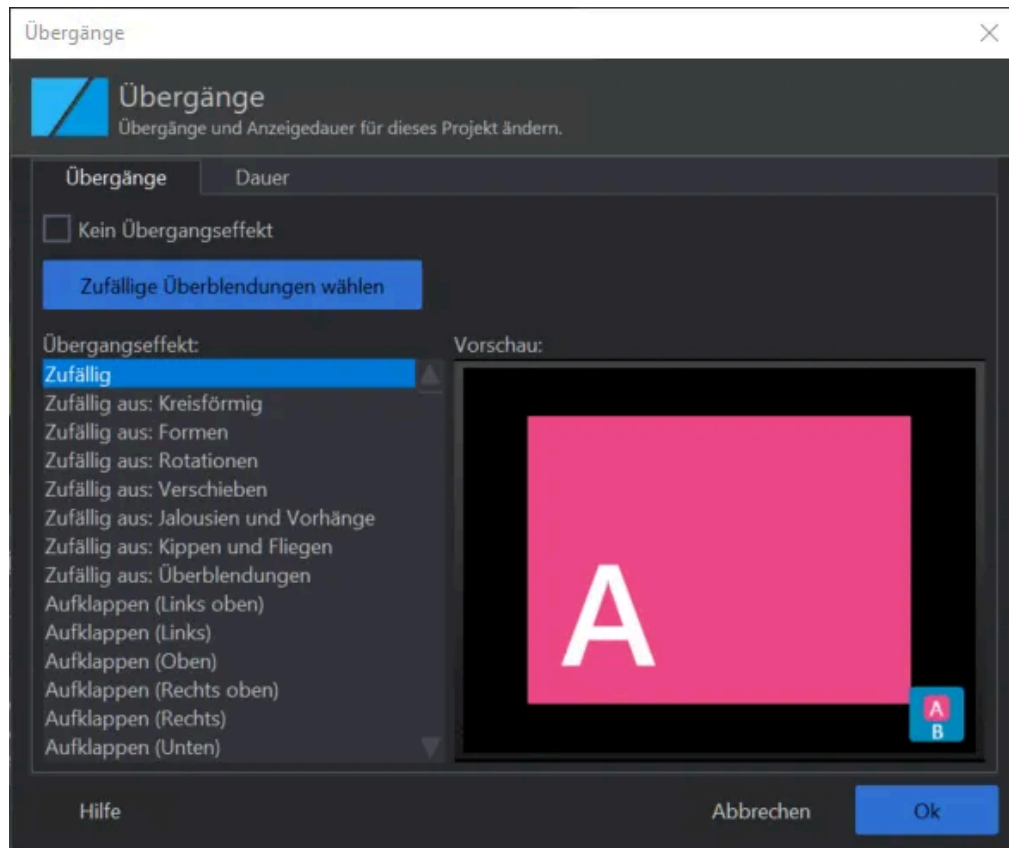 Übergänge
Übergänge
Übergänge und Anzeigedauer für dieses Projekt ändern.
Übergänge Dauer
Kein Übergangseffekt
Zufällige Überblendungen wählen
Übergangseffekt: Vorschau:
Zufällig
Zufällig aus: Kreisförmig
Zufällig aus: Formen
Zufällig aus: Rotationen
Zufällig aus: Verschieben
Zufällig aus: Jalousien und Vorhänge
Zufällig aus: Kippen und Fliegen
Zufällig aus: Überblendungen
Aufklappen (Links oben)
Aufklappen (Links)
Aufklappen (Oben)
Aufklappen (Rechts oben)
Aufklappen (Rechts)
Aufklappen (Unten)
A
A
B
Hilfe Abbrechen Ok